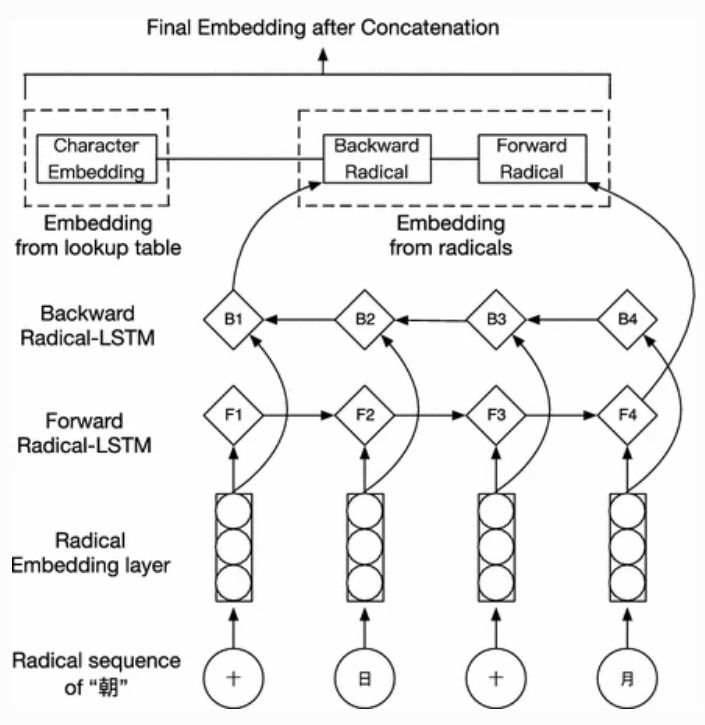 Final Embedding after Concatenation
Character
Embedding
Backward
Radical
Forward
Radical
Embedding
from lookup table
Embedding
from radicals
Backward
Radical-LSTM
B1
B2
B3
B4
Forward
Radical-LSTM
F1
F2
F3
F4
Radical
Embedding layer
Radical sequence
of “朝”
十
日
十
月